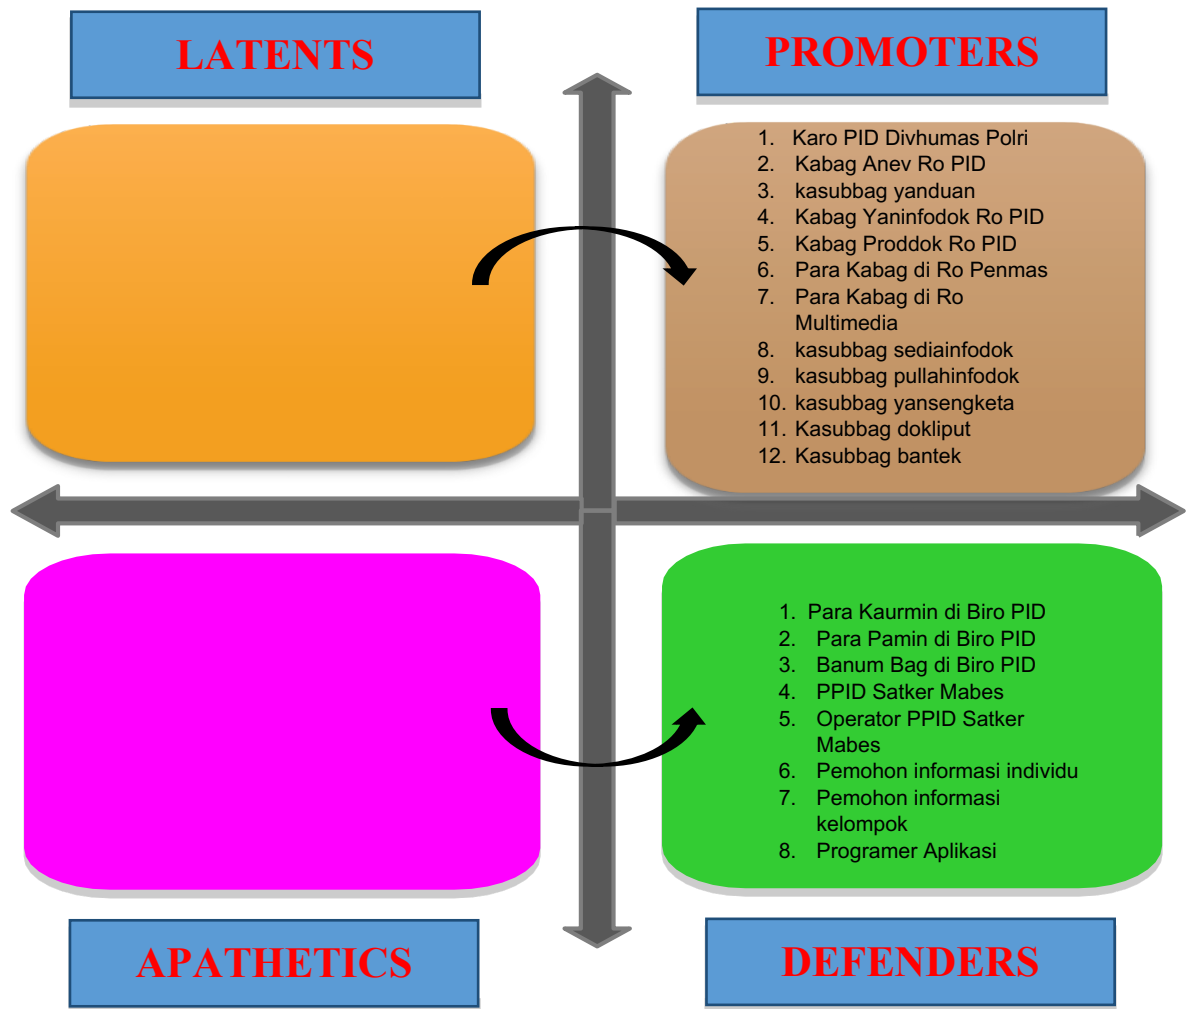 LATENTS
PROMOTERS
1. Karo PID Divhumas Polri
2. Kabag Anev Ro PID
3. kasubbag yanduan
4. Kabag Yaninfodok Ro PID
5. Kabag Proddok Ro PID
6. Para Kabag di Ro Penmas
7. Para Kabag di Ro
Multimedia
8. kasubbag sediainfodok
9. kasubbag pullahinfodok
10. kasubbag yansengketa
11. Kasubbag dokliput
12. Kasubbag bantek
1. Para Kaurmin di Biro PID
2. Para Pamin di Biro PID
3. Banum Bag di Biro PID
4. PPID Satker Mabes
5. Operator PPID Satker
Mabes
6. Pemohon informasi individu
7. Pemohon informasi
kelompok
8. Programer Aplikasi
APATHETICS
DEFENDERS